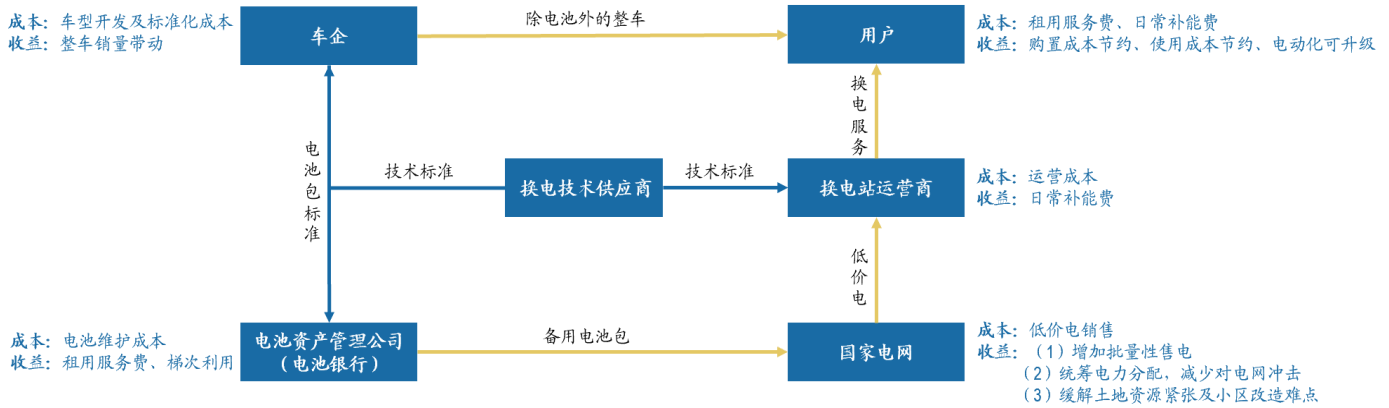 成本：车型开发及标准化成本
收益：整车销量带动
车企
除电池外的整车
用户
成本：租用服务费、日常补能费
收益：购置成本节约、使用成本节约、电动化可升级
换电服务
电池包标准
技术标准
换电技术供应商
技术标准
换电站运营商
成本：运营成本
收益：日常补能费
低价电
成本：电池维护成本
收益：租用服务费、梯次利用
电池资产管理公司
（电池银行）
备用电池包
国家电网
成本：低价电销售
收益：（1）增加批量性售电
（2）统筹电力分配，减少对电网冲击
（3）缓解土地资源紧张及小区改造难点